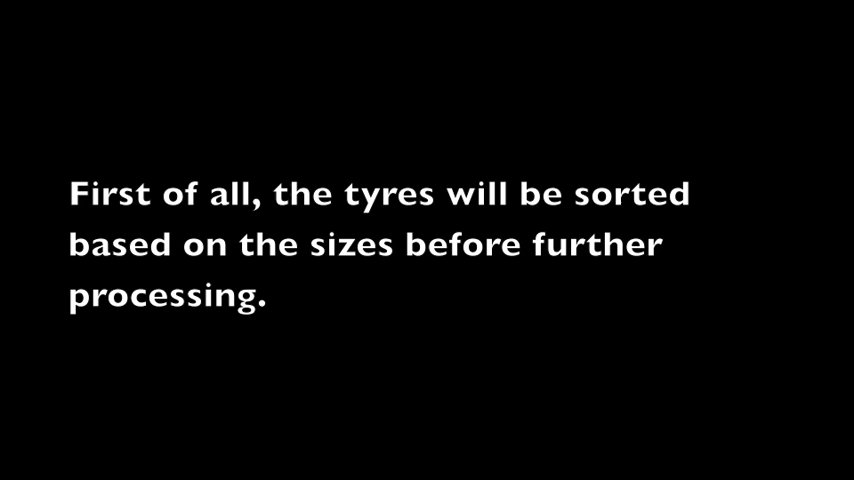 First of all, the tyres will be sorted
based on the sizes before further
processing.